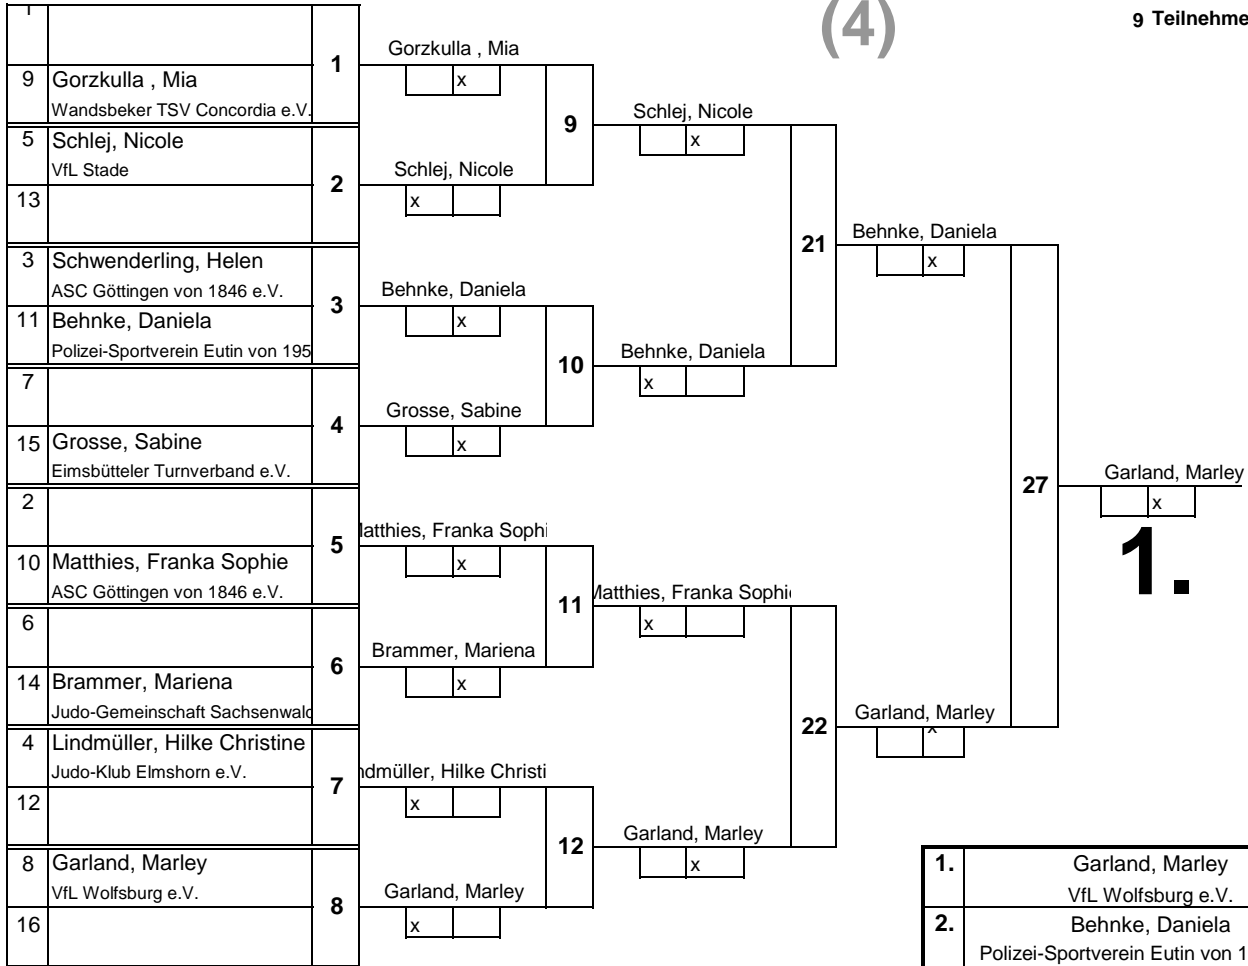 (4)
9 Teilnehme
1
9 Gorzkulla , Mia
Wandsbeker TSV Concordia e.V.
1
5 Schlej, Nicole
VfL Stade
13
2
3 Schwenderling, Helen
ASC Göttingen von 1846 e.V.
11 Behnke, Daniela
Polizei-Sportverein Eutin von 195
3
7
15 Grosse, Sabine
Eimsbütteler Turnverband e.V.
4
2
10 Matthies, Franka Sophie
ASC Göttingen von 1846 e.V.
5
6
14 Brammer, Mariena
Judo-Gemeinschaft Sachsenwald
6
4 Lindmüller, Hilke Christine
Judo-Klub Elmshorn e.V.
12
7
8 Garland, Marley
VfL Wolfsburg e.V.
16
8
Gorzkulla , Mia
x
9
Schlej, Nicole
x
Behnke, Daniela
x
10
Grosse, Sabine
x
Matthies, Franka Sophi
x
11
Brammer, Mariena
x
ndmüller, Hilke Christi
x
12
Garland, Marley
x
Schlej, Nicole
x
21
Behnke, Daniela
x
Matthies, Franka Sophi
x
22
Garland, Marley
x
Behnke, Daniela
x
27
Garland, Marley
x
Garland, Marley
x
1.
1. Garland, Marley
VfL Wolfsburg e.V.
2. Behnke, Daniela
Polizei-Sportverein Eutin von 1